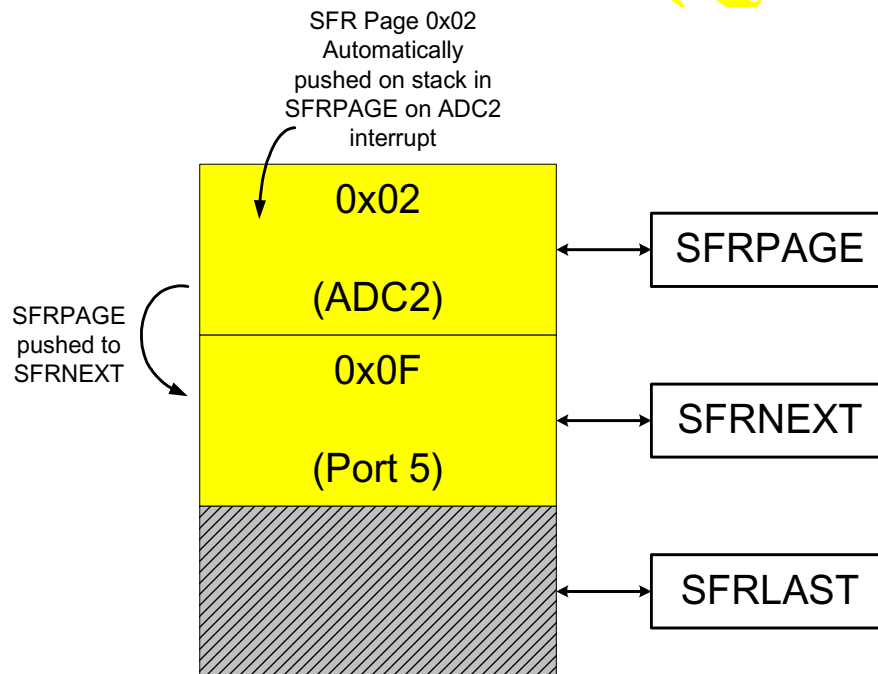 SFR Page 0x02
Automatically
pushed on stack in
SFRPAGE on ADC2
interrupt
0x02
(ADC2)
SFRPAGE
SFRPAGE
pushed to
SFRNEXT
0x0F
(Port 5)
SFRNEXT
SFRLAST